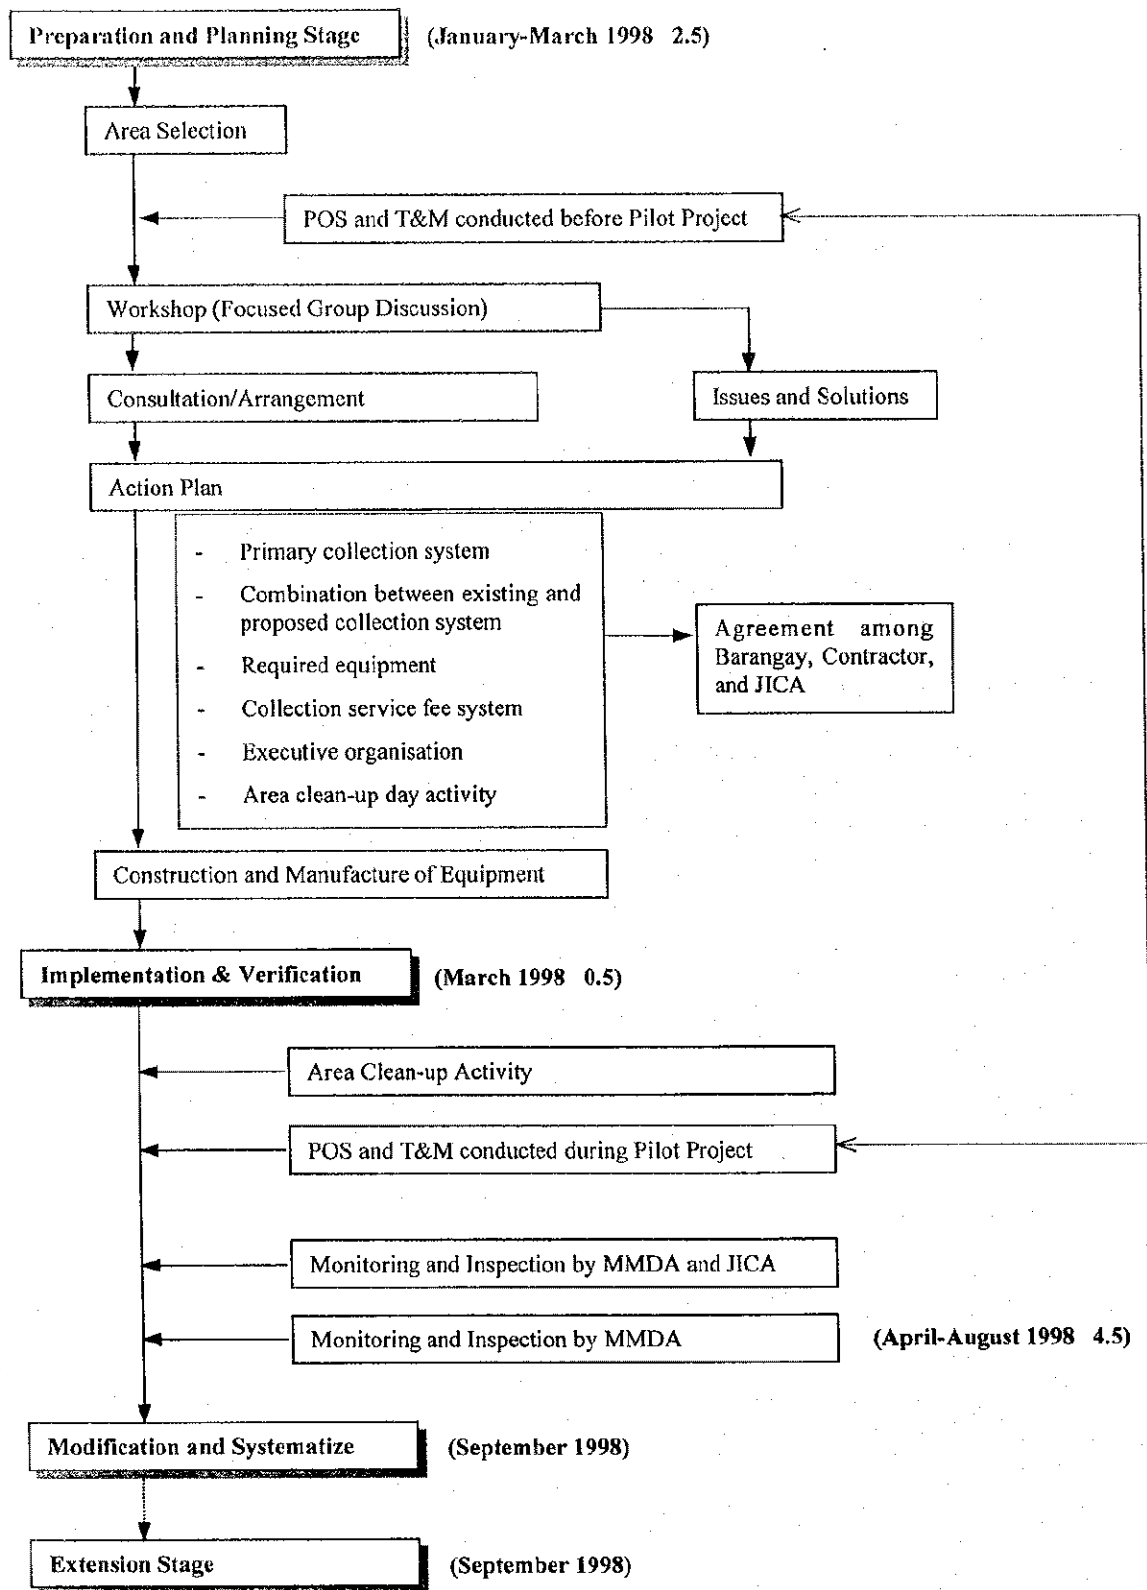 Preparation and Planning Stage (January-March 1998 2.5)
Area Selection
POS and T&M conducted before Pilot Project
Workshop (Focused Group Discussion)
Consultation/Arrangement
Issues and Solutions
Action Plan
- Primary collection system
- Combination between existing and
proposed collection system
- Required equipment
- Collection service fee system
- Executive organisation
- Area clean-up day activity
Agreement among
Barangay, Contractor,
and JICA
Construction and Manufacture of Equipment
Implementation & Verification (March 1998 0.5)
Area Clean-up Activity
POS and T&M conducted during Pilot Project
Monitoring and Inspection by MMDA and JICA
Monitoring and Inspection by MMDA (April-August 1998 4.5)
Modification and Systematize (September 1998)
Extension Stage (September 1998)